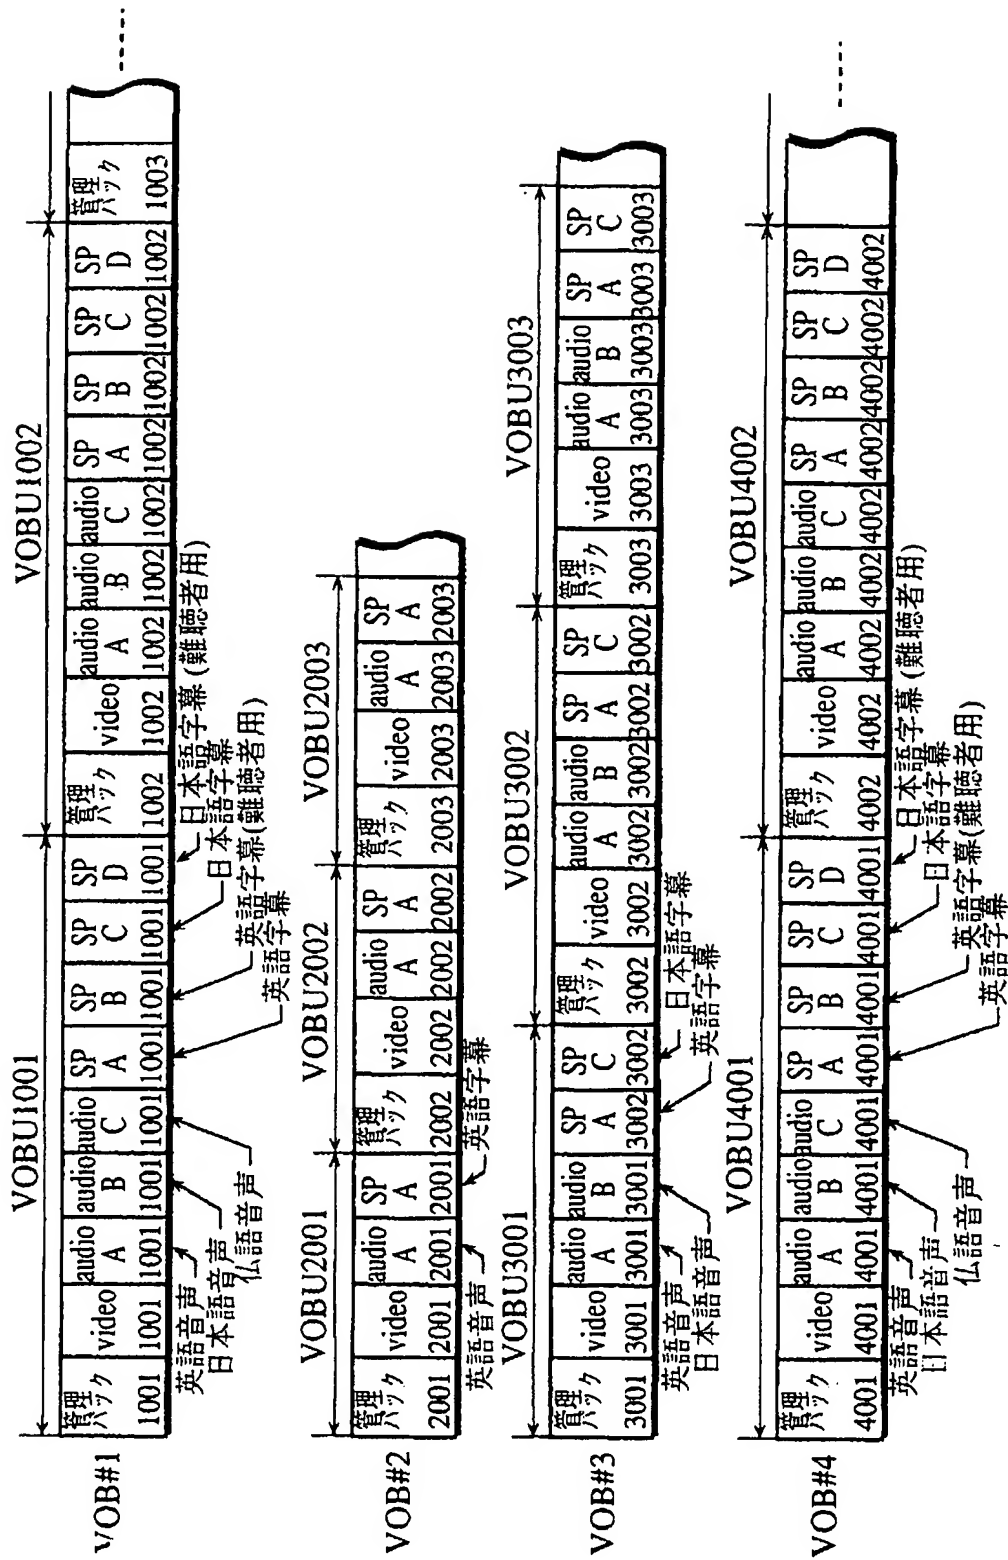 VOB#1
VOBU1001
VOBU1002
管理パック 1001
video 1001
audio A 1001
audio B 1001
audio C 1001
SP A 1001
SP B 1001
SP C 1001
SP D 1001
管理パック 1002
video 1002
audio A 1002
audio B 1002
audio C 1002
SP A 1002
SP B 1002
SP C 1002
SP D 1002
管理パック 1003
英語音声
日本語音声
仏語音声
英語字幕
英語字幕(難聴者用)
日本語字幕
日本語字幕(難聴者用)
VOB#2
VOBU2001
VOBU2002
VOBU2003
管理パック 2001
video 2001
audio A 2001
SP A 2001
管理パック 2002
video 2002
audio A 2002
SP A 2002
管理パック 2003
video 2003
audio A 2003
SP A 2003
英語音声
英語字幕
VOB#3
VOBU3001
VOBU3002
VOBU3003
管理パック 3001
video 3001
audio A 3001
audio B 3001
SP A 3002
SP C 3002
管理パック 3002
video 3002
audio A 3002
audio B 3002
SP A 3002
SP C 3002
管理パック 3003
video 3003
audio A 3003
audio B 3003
SP A 3003
SP C 3003
英語音声
日本語音声
英語字幕
日本語字幕
VOB#4
VOBU4001
VOBU4002
管理パック 4001
video 4001
audio A 4001
audio B 4001
audio C 4001
SP A 4001
SP B 4001
SP C 4001
SP D 4001
管理パック 4002
video 4002
audio A 4002
audio B 4002
audio C 4002
SP A 4002
SP B 4002
SP C 4002
SP D 4002
英語音声
日本語音声
仏語音声
英語字幕
英語字幕(難聴者用)
日本語字幕
日本語字幕(難聴者用)